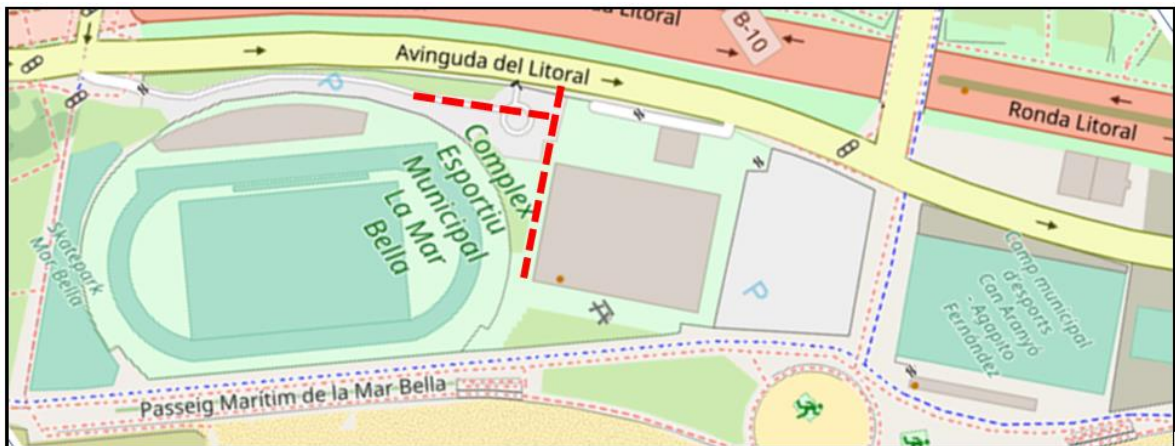 Litoral
B-10
Avinguda del Litoral
P
Ronda Litoral
Complex
Esportiu
Municipal
La Mar
Bella
Skatepark
Mar Bella
P
Camp municipal
d'esports
Can Aranyó
- Agapito
Fernández
Passeig Marítim de la Mar Bella